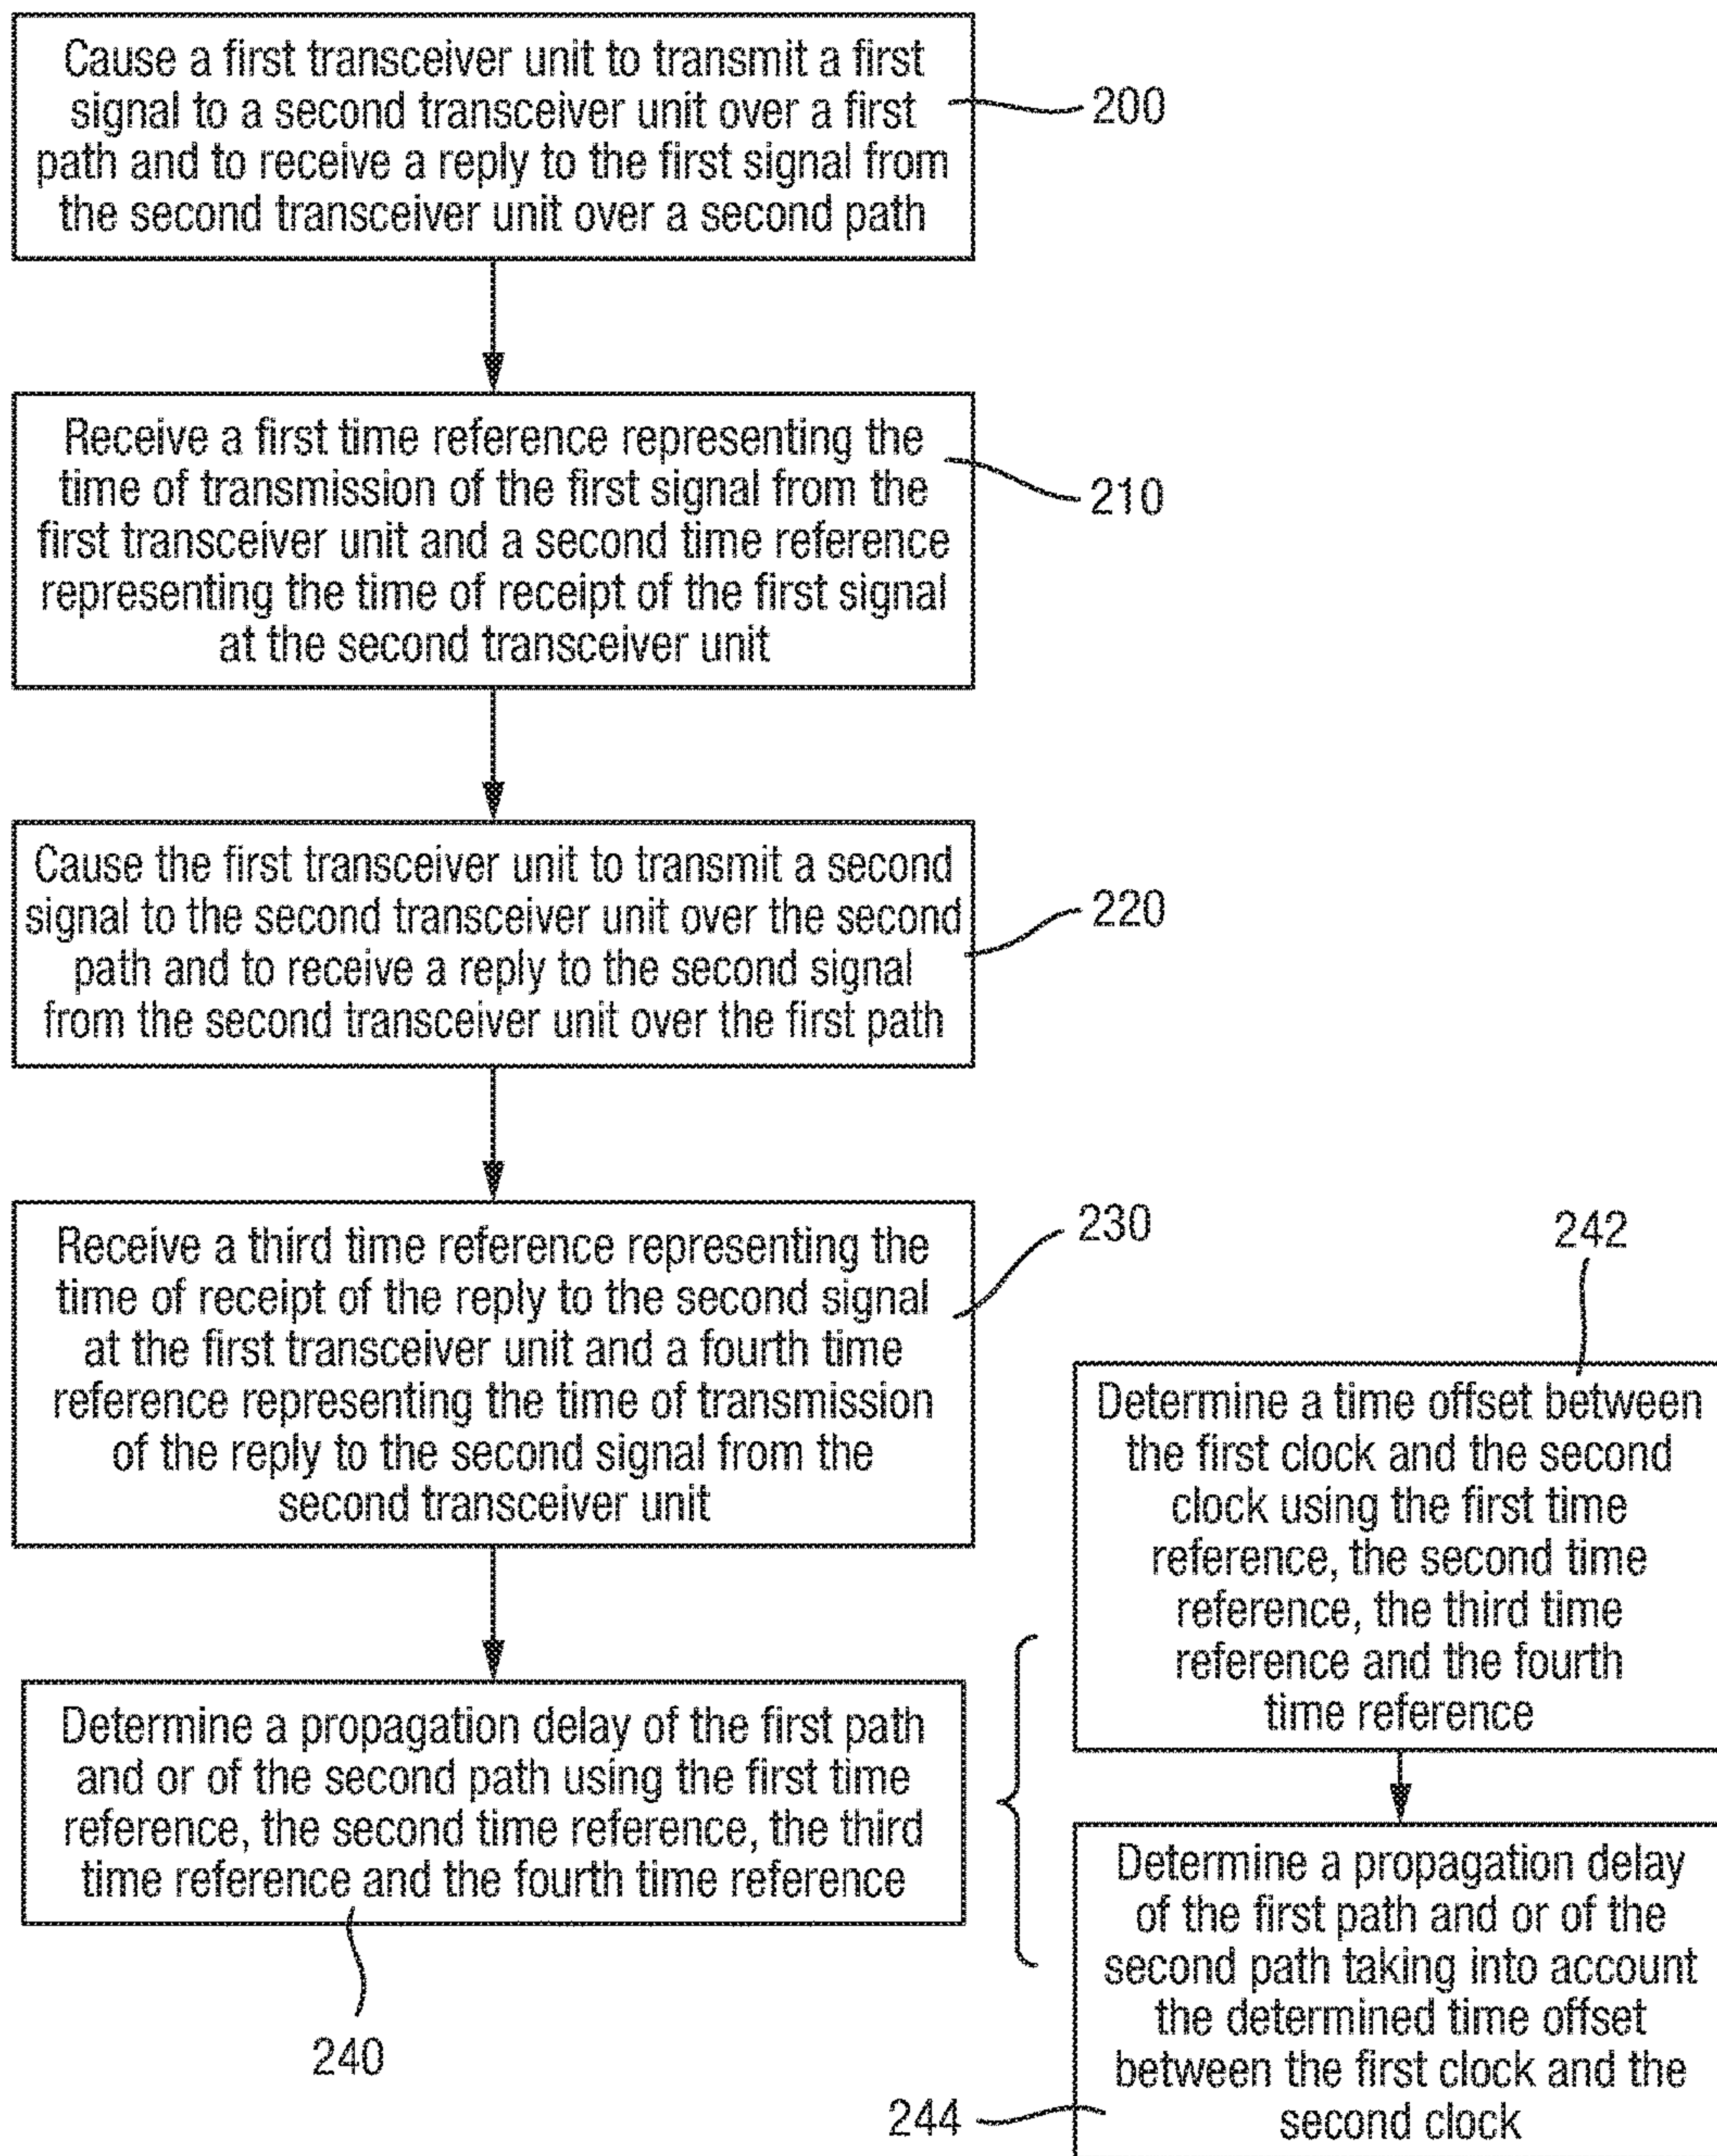 Cause a first transceiver unit to transmit a first
signal to a second transceiver unit over a first
path and to receive a reply to the first signal from
the second transceiver unit over a second path
200
Receive a first time reference representing the
time of transmission of the first signal from the
first transceiver unit and a second time reference
representing the time of receipt of the first signal
at the second transceiver unit
210
Cause the first transceiver unit to transmit a second
signal to the second transceiver unit over the second
path and to receive a reply to the second signal
from the second transceiver unit over the first path
220
Receive a third time reference representing the
time of receipt of the reply to the second signal
at the first transceiver unit and a fourth time
reference representing the time of transmission
of the reply to the second signal from the
second transceiver unit
230
Determine a propagation delay of the first path
and or of the second path using the first time
reference, the second time reference, the third
time reference and the fourth time reference
240
242
Determine a time offset between
the first clock and the second
clock using the first time
reference, the second time
reference, the third time
reference and the fourth
time reference
Determine a propagation delay
of the first path and or of the
second path taking into account
the determined time offset
between the first clock and the
second clock
244